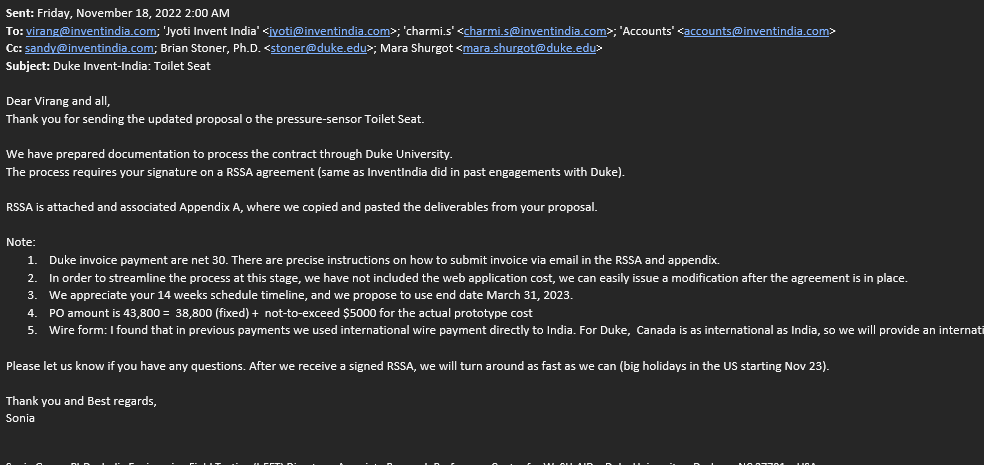 Sent: Friday, November 18, 2022 2:00 AM
To: virang@inventindia.com; 'Jyoti Invent India' <jyoti@inventindia.com>; 'charmi.s' <charmi.s@inventindia.com>; 'Accounts' <accounts@inventindia.com>
Cc: sandy@inventindia.com; Brian Stoner, Ph.D. <stoner@duke.edu>; Mara Shurgot <mara.shurgot@duke.edu>
Subject: Duke Invent-India: Toilet Seat
Dear Virang and all,
Thank you for sending the updated proposal o the pressure-sensor Toilet Seat.
We have prepared documentation to process the contract through Duke University.
The process requires your signature on a RSSA agreement (same as InventIndia did in past engagements with Duke).
RSSA is attached and associated Appendix A, where we copied and pasted the deliverables from your proposal.
Note:
1. Duke invoice payment are net 30. There are precise instructions on how to submit invoice via email in the RSSA and appendix.
2. In order to streamline the process at this stage, we have not included the web application cost, we can easily issue a modification after the agreement is in place.
3. We appreciate your 14 weeks schedule timeline, and we propose to use end date March 31, 2023.
4. PO amount is 43,800 = 38,800 (fixed) + not-to-exceed $5000 for the actual prototype cost
5. Wire form: I found that in previous payments we used international wire payment directly to India. For Duke, Canada is as international as India, so we will provide an internati
Please let us know if you have any questions. After we receive a signed RSSA, we will turn around as fast as we can (big holidays in the US starting Nov 23).
Thank you and Best regards,
Sonia